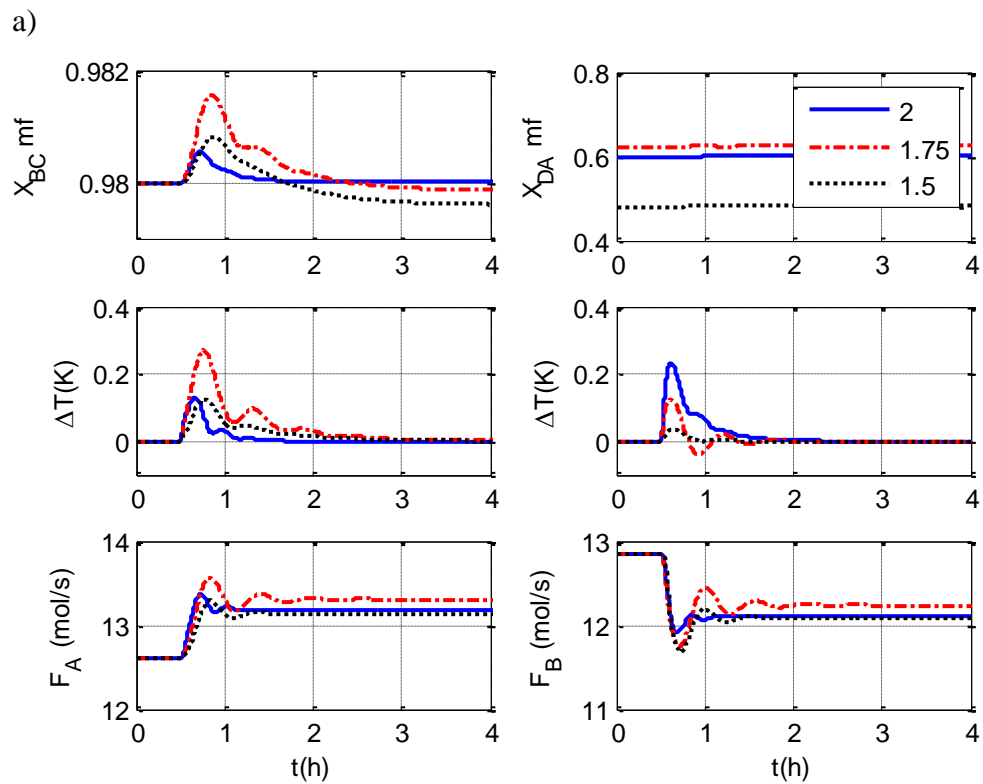 a)
0.982
0.98
X_BC mf
0 1 2 3 4
0.8
0.6
0.4
X_DA mf
0 1 2 3 4
2
1.75
1.5
0.4
0.2
0
ΔT(K)
0 1 2 3 4
0.4
0.2
0
ΔT(K)
0 1 2 3 4
14
13
12
F_A (mol/s)
0 1 2 3 4
t(h)
13
12
11
F_B (mol/s)
0 1 2 3 4
t(h)